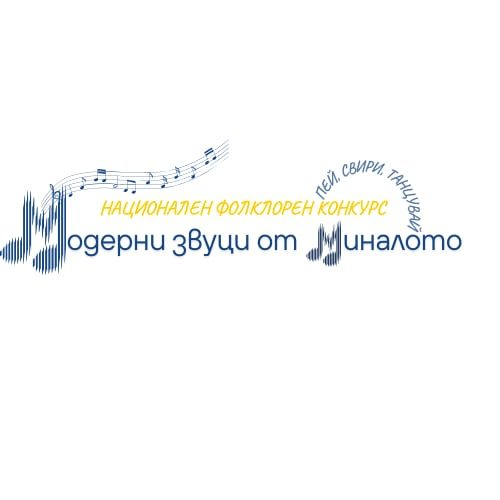 ПЕЙ, СВИРИ, ТАНЦУВАЙ
НАЦИОНАЛЕН ФОЛКЛОРЕН КОНКУРС
Модерни звуци от Миналото